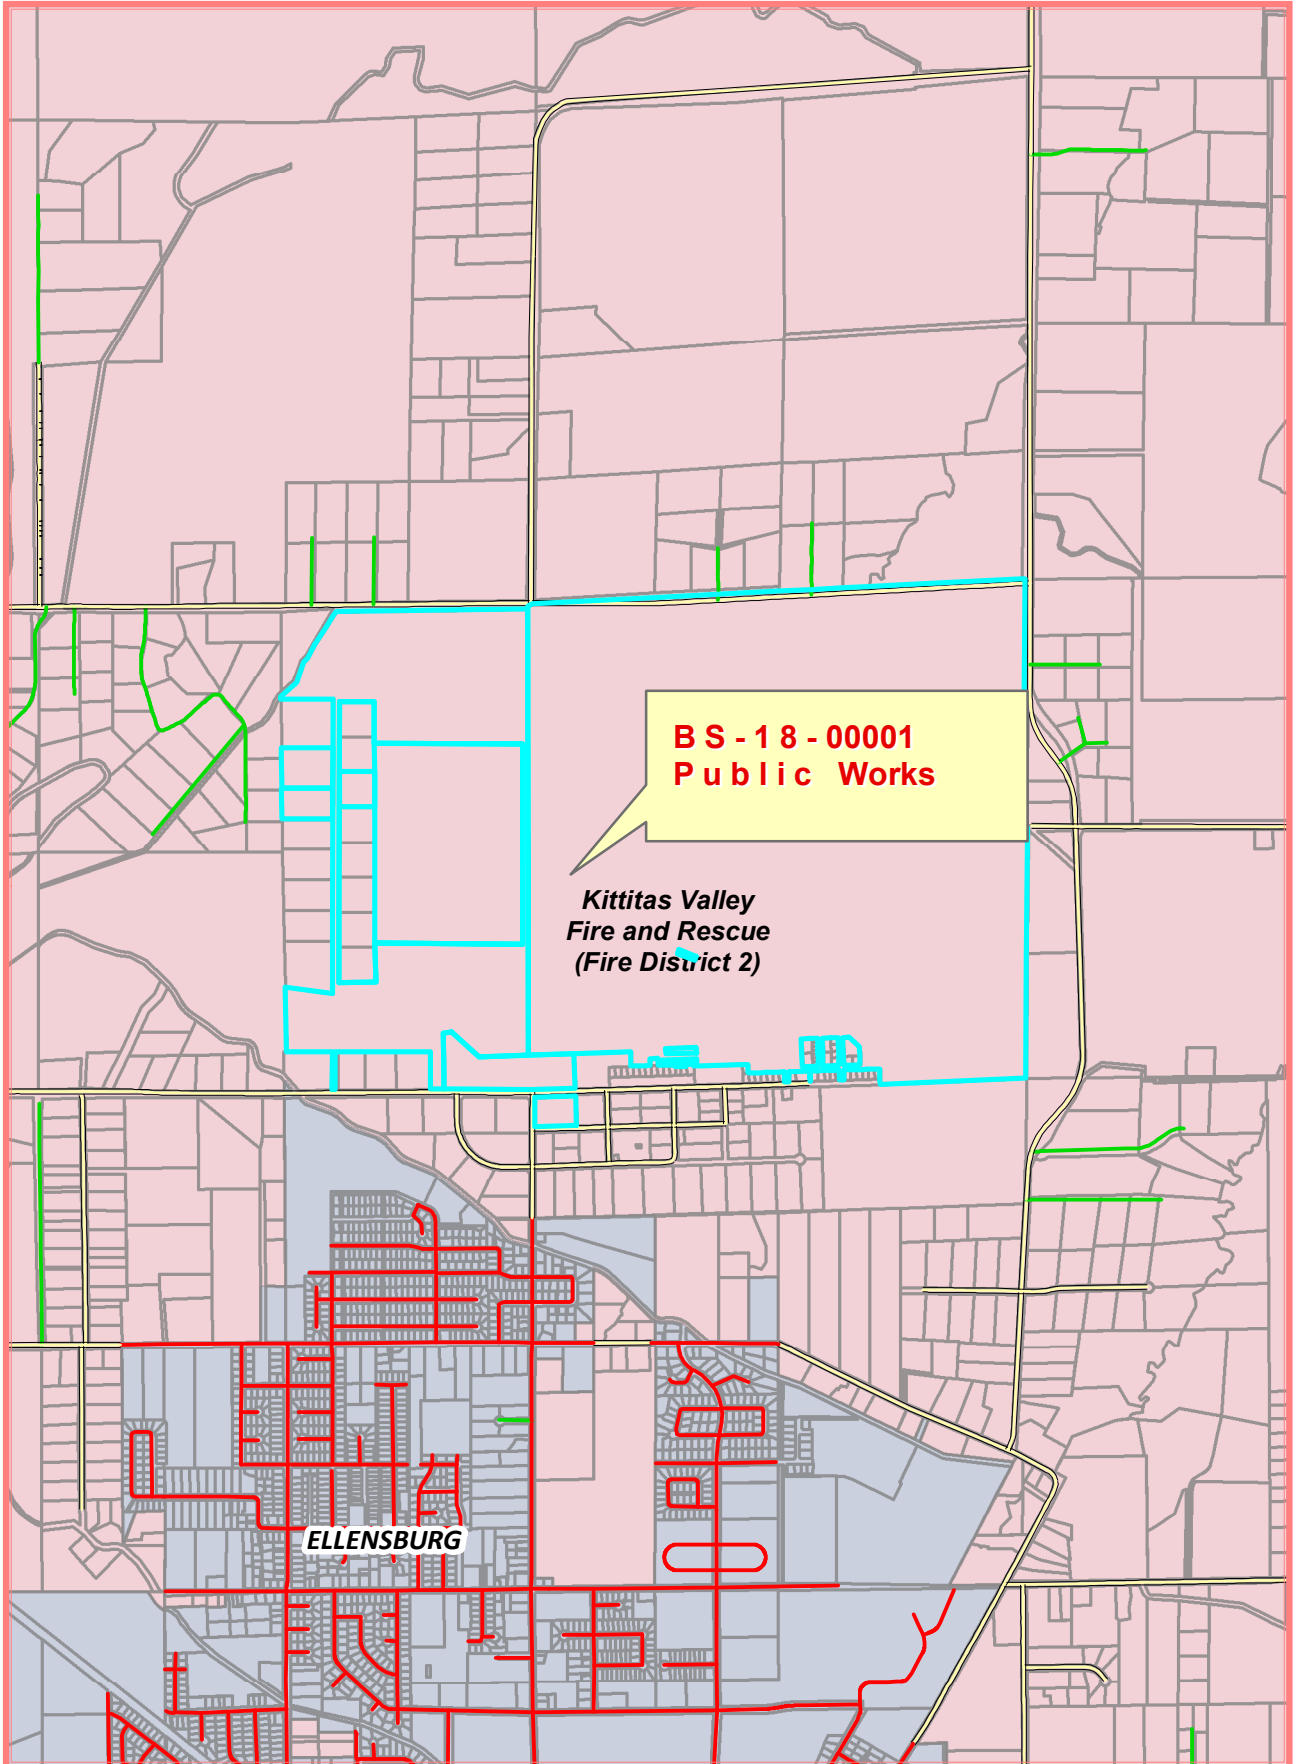 BS-18-00001
Public Works
Kittitas Valley
Fire and Rescue
(Fire District 2)
ELLENSBURG